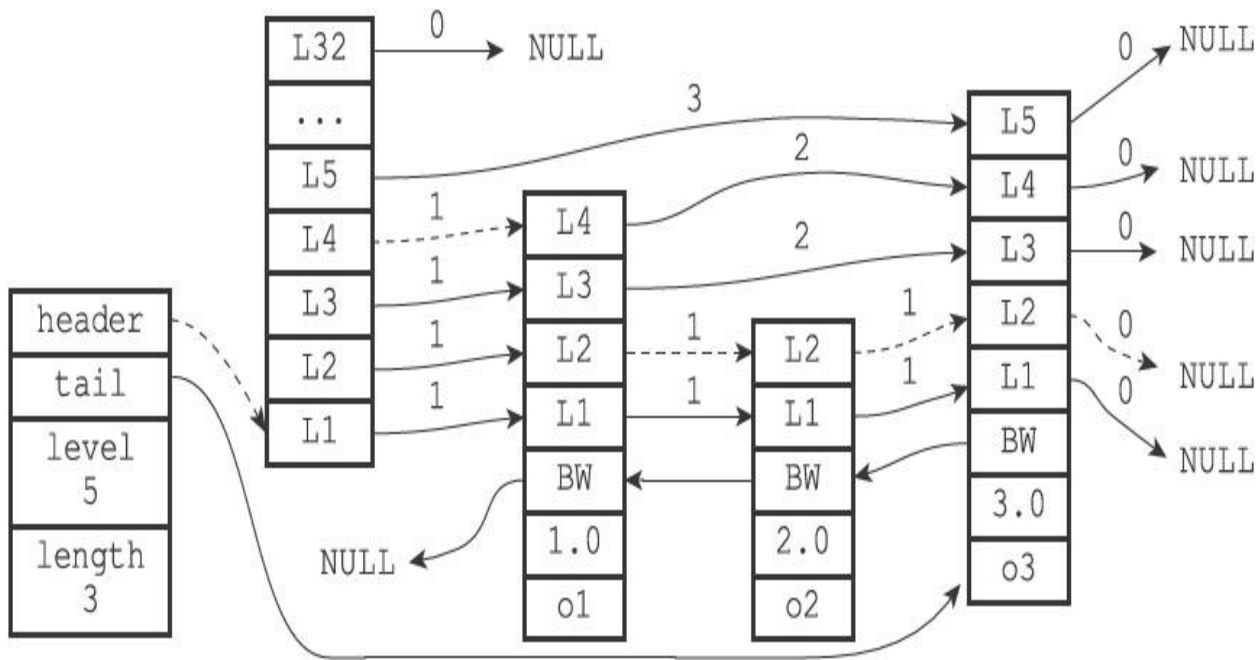 header
tail
level
5
length
3
L32
...
L5
L4
L3
L2
L1
0
NULL
3
1
1
1
1
L4
L3
L2
L1
BW
1.0
o1
NULL
2
2
1
1
L2
L1
BW
2.0
o2
1
1
L5
L4
L3
L2
L1
BW
3.0
o3
0
NULL
0
NULL
0
NULL
0
NULL
0
NULL